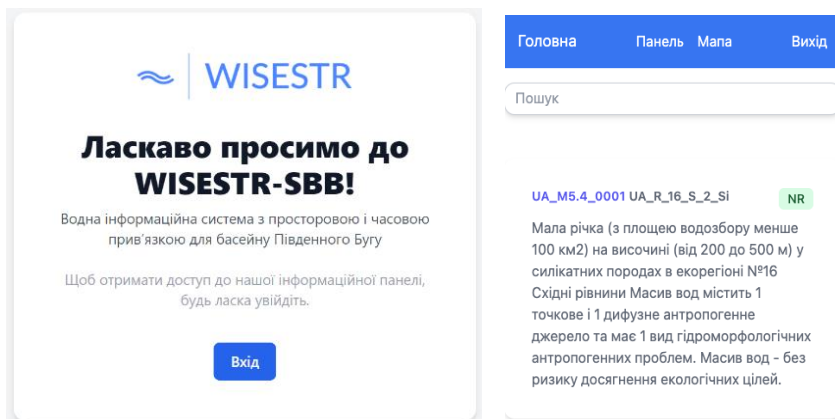 WISESTR
Ласкаво просимо до
WISESTR-SBB!
Водна інформаційна система з просторовою і часовою
прив’язкою для басейну Південного Бугу
Щоб отримати доступ до нашої інформаційної панелі,
будь ласка увійдіть.
Вхід
Головна Панель Мапа Вихід
Пошук
UA_M5.4_0001 UA_R_16_S_2_Si NR
Мала річка (з площею водозбору менше
100 км2) на височині (від 200 до 500 м) у
силікатних породах в екорегіоні №16
Східні рівнини Масив вод містить 1
точкове і 1 дифузне антропогенне
джерело та має 1 вид гідроморфологічних
антропогенних проблем. Масив вод - без
ризику досягнення екологічних цілей.